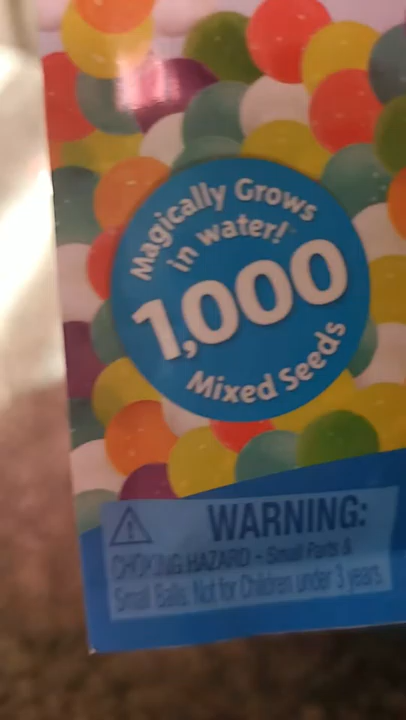 Magically Grows
in water!
1,000
Mixed Seeds
WARNING:
CHOKING HAZARD - Small Parts &
Small Balls. Not for Children under 3 years.